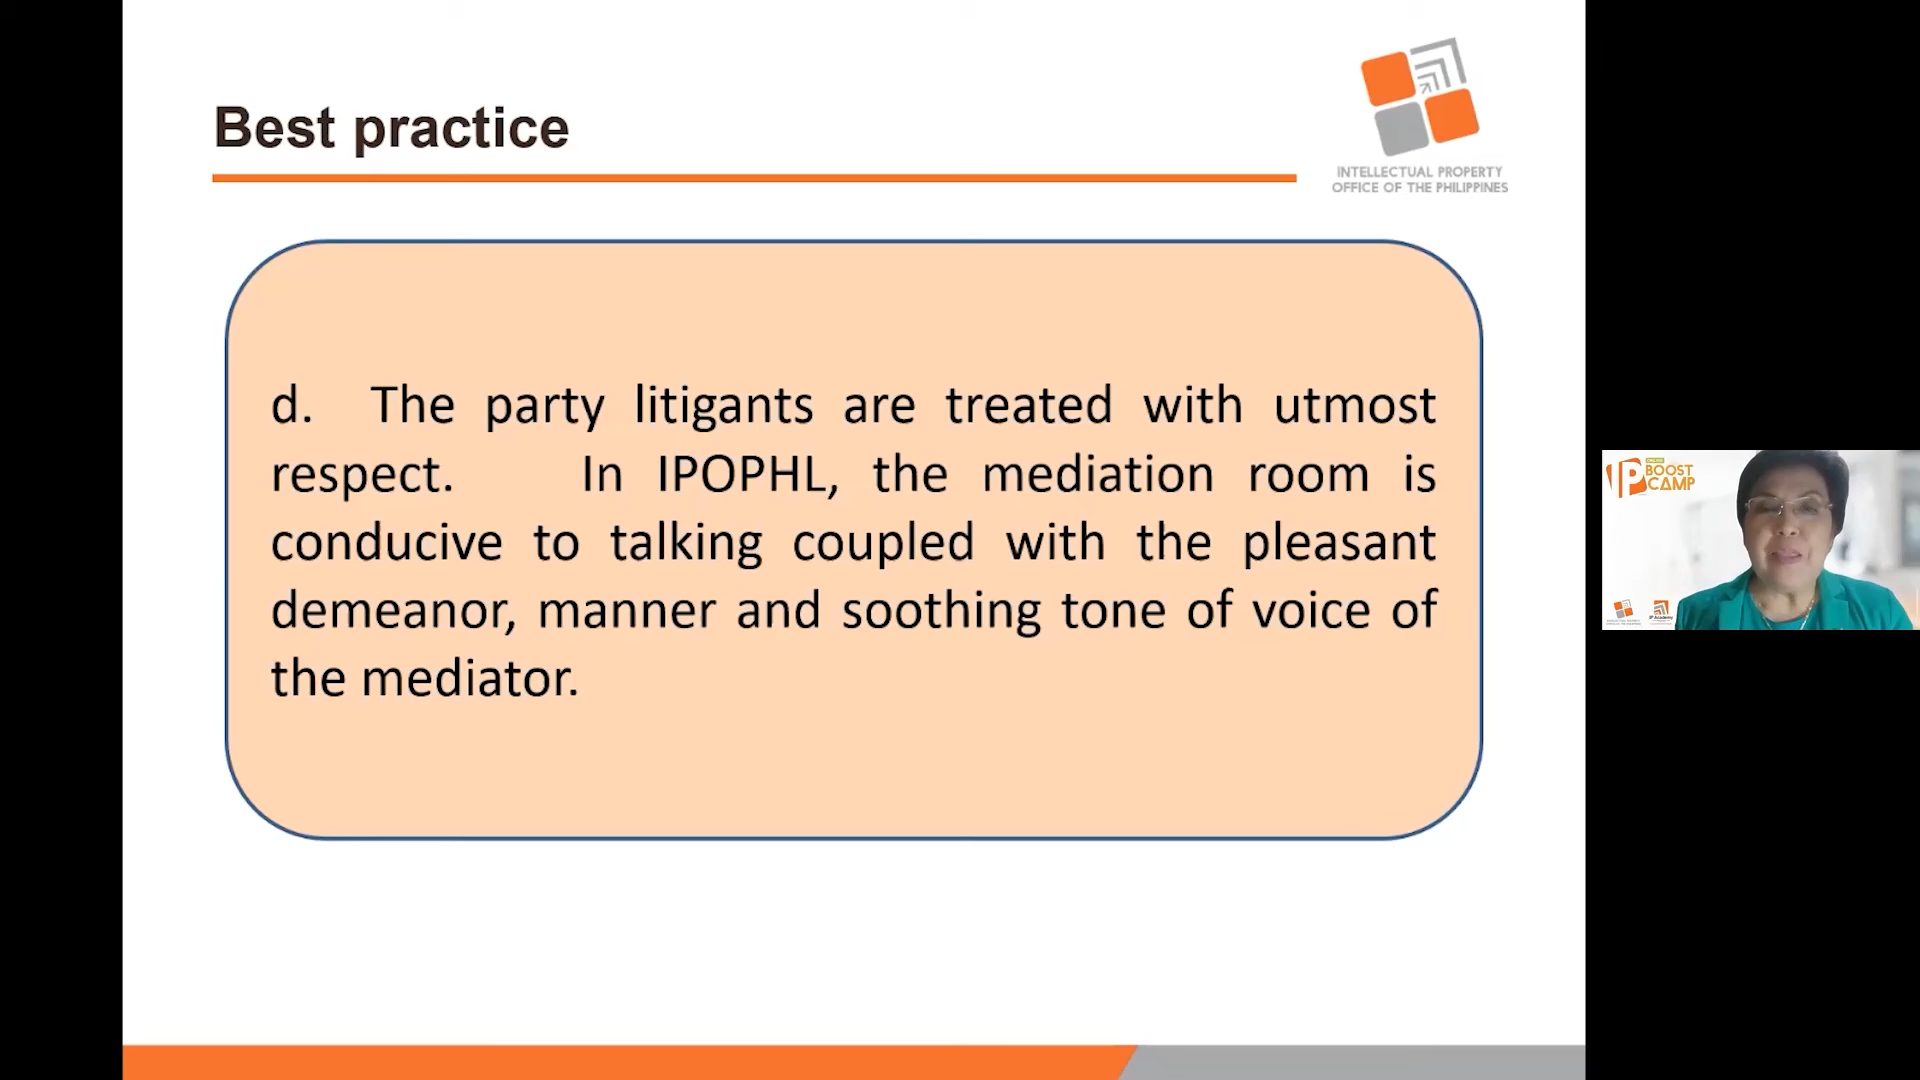 Best practice
INTELLECTUAL PROPERTY
OFFICE OF THE PHILIPPINES
d. The party litigants are treated with utmost
respect. In IPOPHL, the mediation room is
conducive to talking coupled with the pleasant
demeanor, manner and soothing tone of voice of
the mediator.
IP
BOOST
CAMP